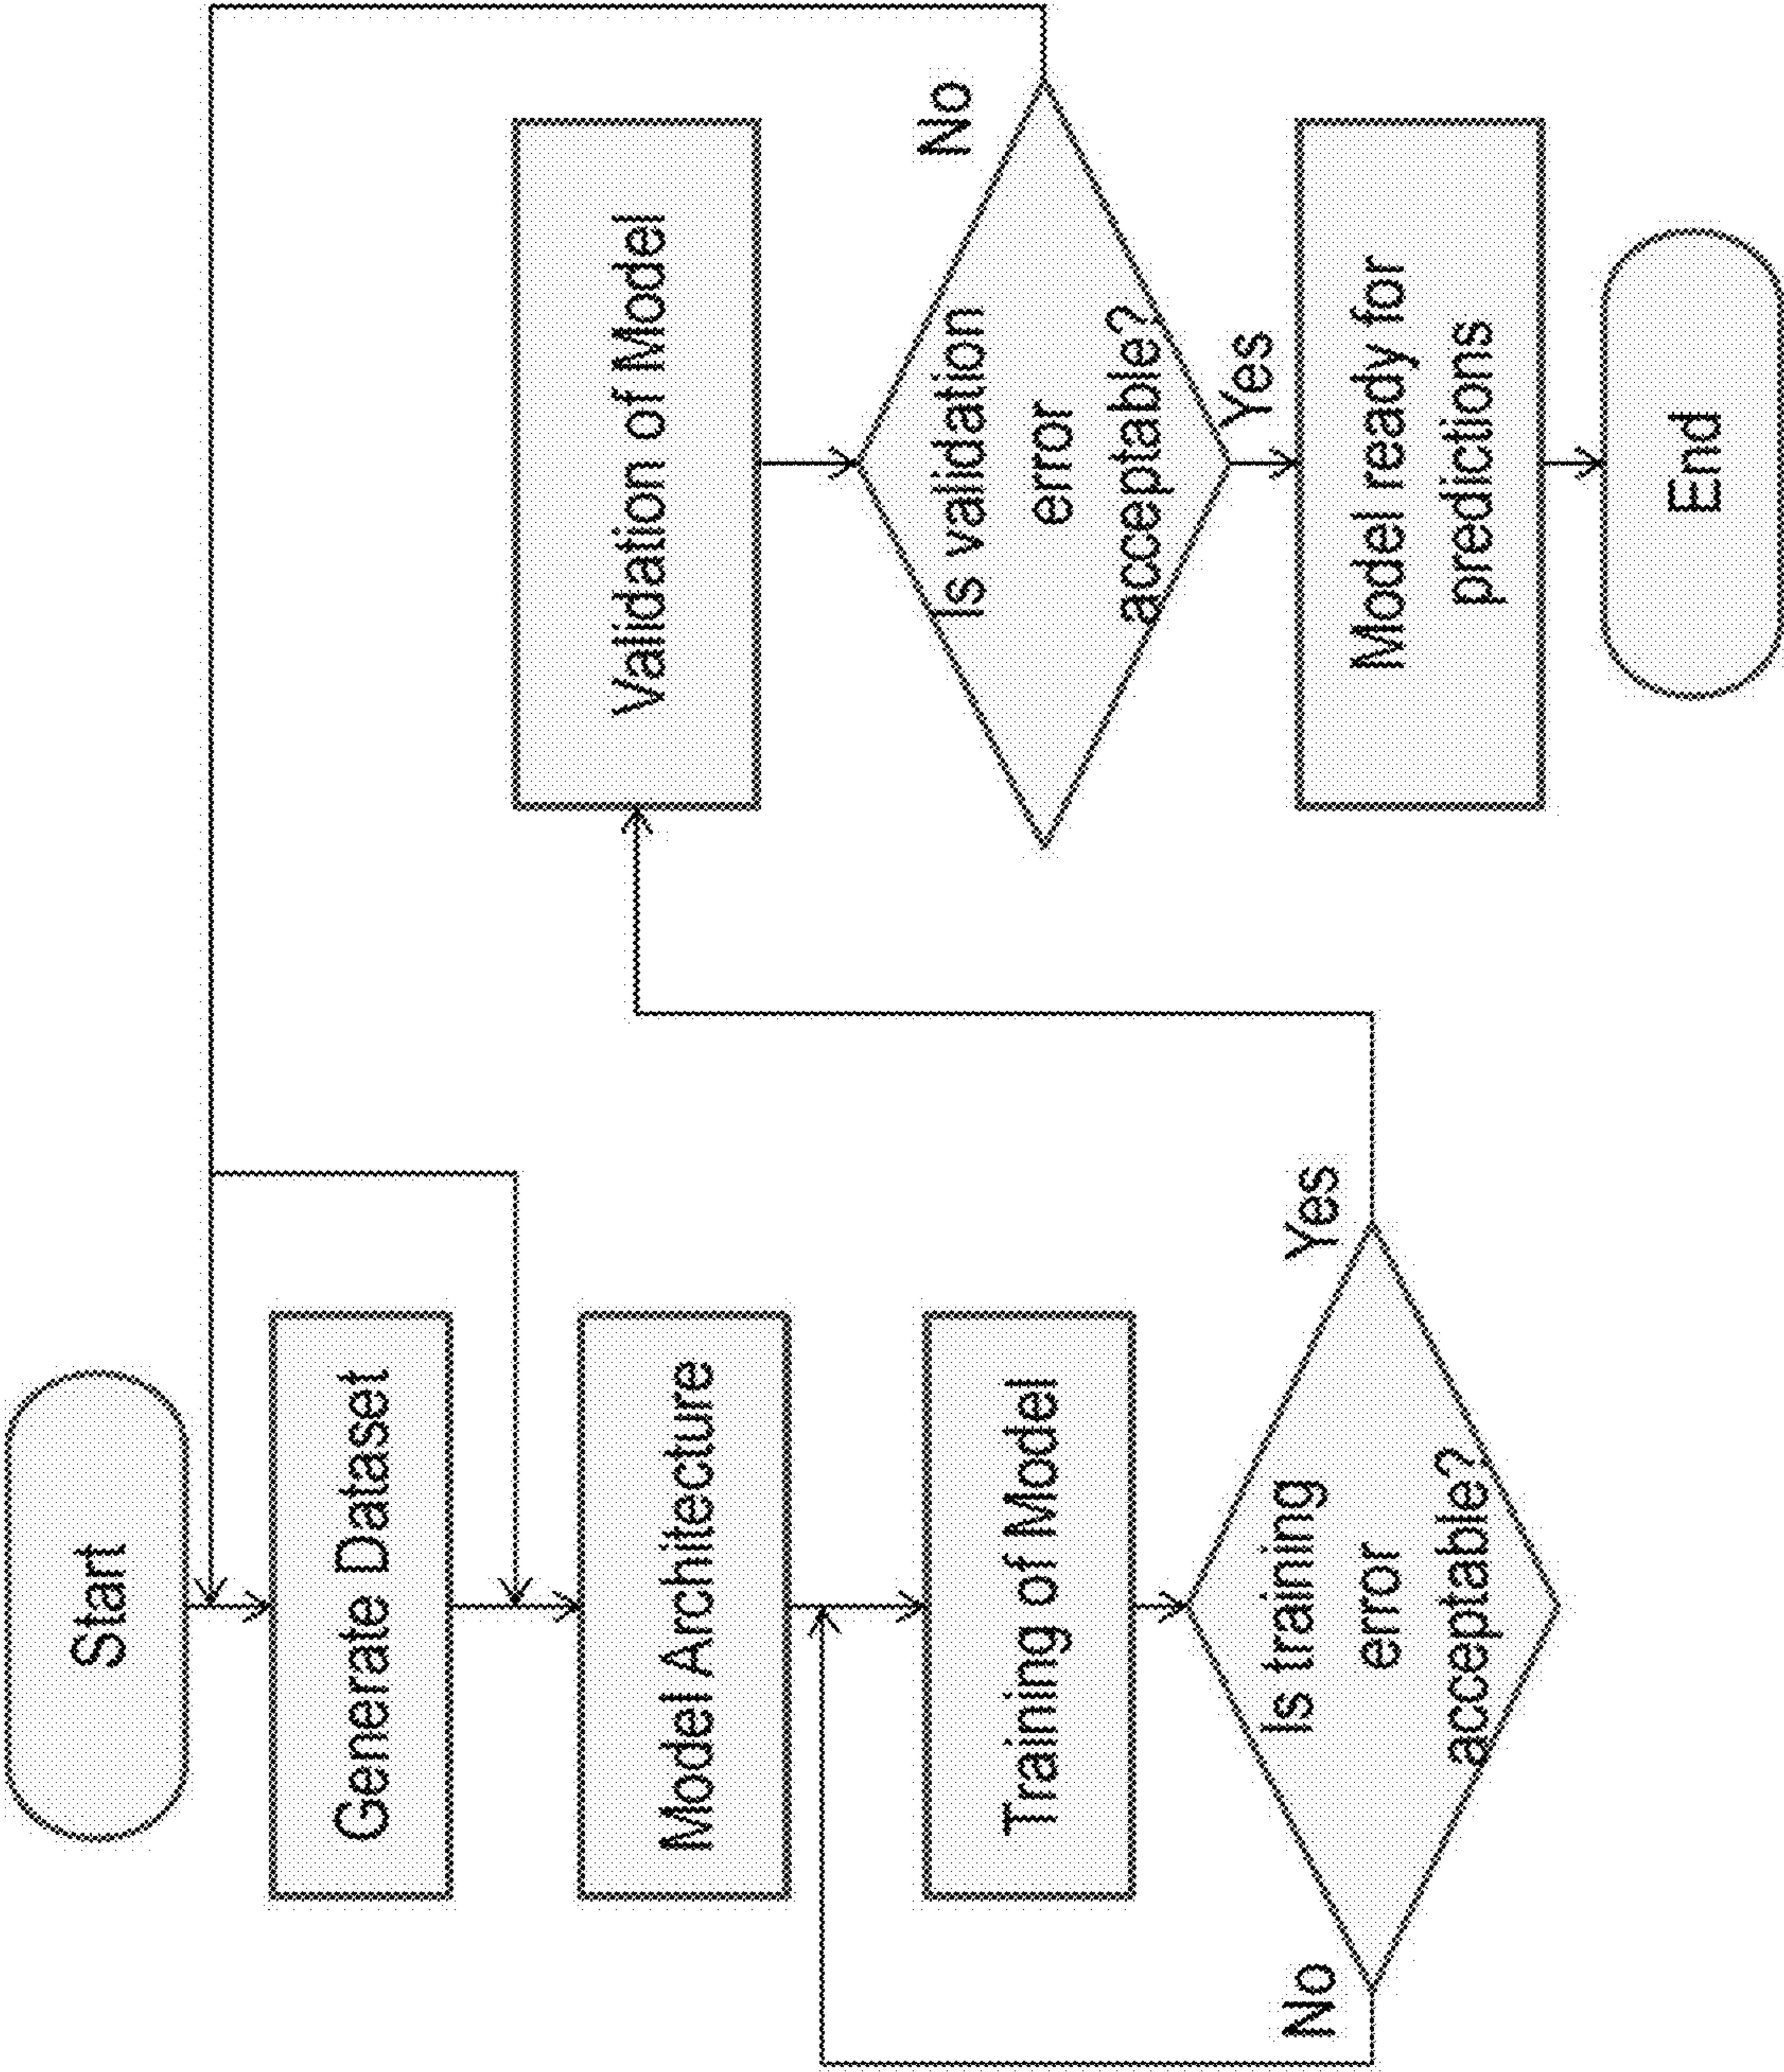 Start
Generate Dataset
Model Architecture
Training of Model
Is training
error
acceptable?
No
Yes
Validation of Model
Is validation
error
acceptable?
No
Yes
Model ready for
predictions
End